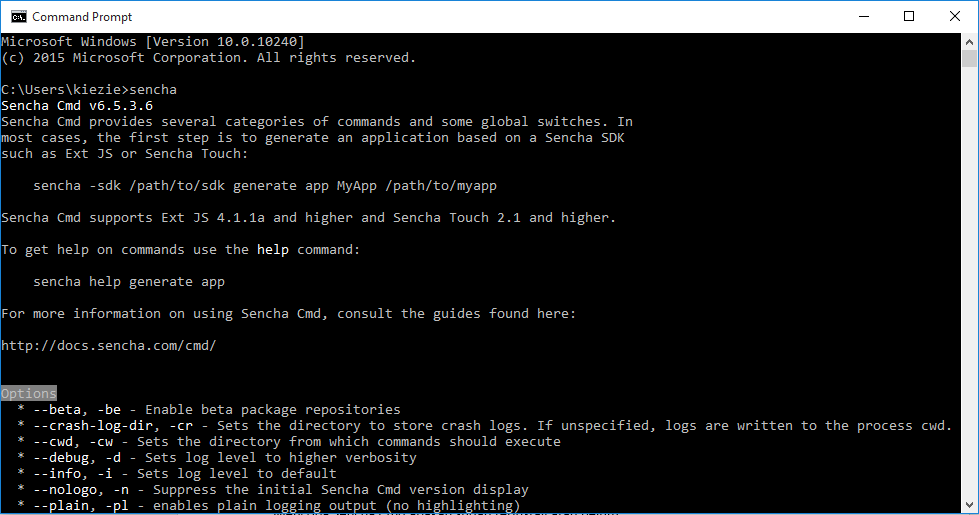 Command Prompt
Microsoft Windows [Version 10.0.10240]
(c) 2015 Microsoft Corporation. All rights reserved.
C:\Users\kiezie>sencha
Sencha Cmd v6.5.3.6
Sencha Cmd provides several categories of commands and some global switches. In
most cases, the first step is to generate an application based on a Sencha SDK
such as Ext JS or Sencha Touch:
sencha -sdk /path/to/sdk generate app MyApp /path/to/myapp
Sencha Cmd supports Ext JS 4.1.1a and higher and Sencha Touch 2.1 and higher.
To get help on commands use the help command:
sencha help generate app
For more information on using Sencha Cmd, consult the guides found here:
http://docs.sencha.com/cmd/
Options
* --beta, -be - Enable beta package repositories
* --crash-log-dir, -cr - Sets the directory to store crash logs. If unspecified, logs are written to the process cwd.
* --cwd, -cw - Sets the directory from which commands should execute
* --debug, -d - Sets log level to higher verbosity
* --info, -i - Sets log level to default
* --nologo, -n - Suppress the initial Sencha Cmd version display
* --plain, -pl - enables plain logging output (no highlighting)